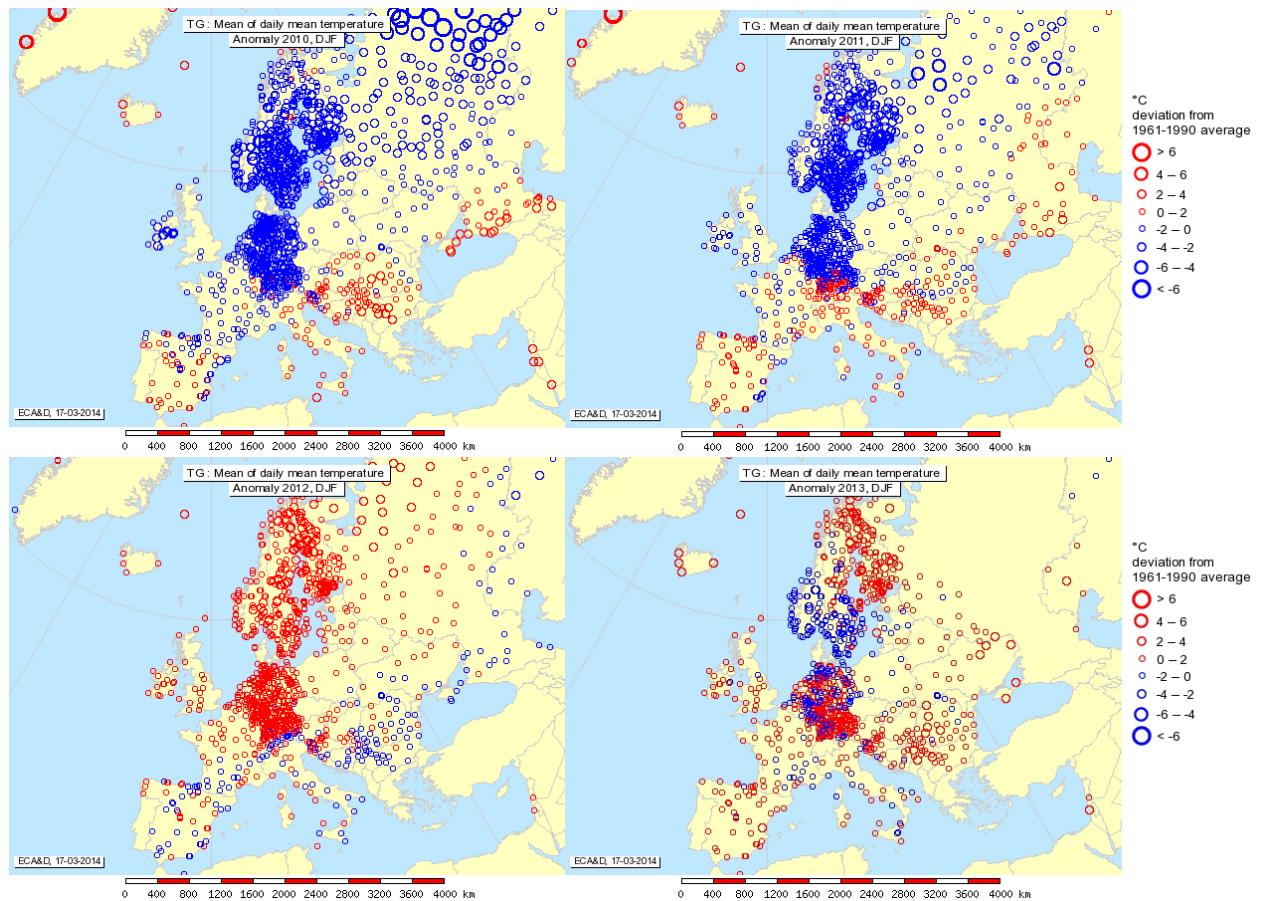 TG : Mean of daily mean temperature
Anomaly 2010, DJF
ECA&D, 17-03-2014
0 400 800 1200 1600 2000 2400 2800 3200 3600 4000 km
TG : Mean of daily mean temperature
Anomaly 2011, DJF
ECA&D, 17-03-2014
0 400 800 1200 1600 2000 2400 2800 3200 3600 4000 km
°C
deviation from
1961-1990 average
> 6
4 – 6
2 – 4
0 – 2
-2 – 0
-4 – -2
-6 – -4
< -6
TG : Mean of daily mean temperature
Anomaly 2012, DJF
ECA&D, 17-03-2014
0 400 800 1200 1600 2000 2400 2800 3200 3600 4000 km
TG : Mean of daily mean temperature
Anomaly 2013, DJF
ECA&D, 17-03-2014
0 400 800 1200 1600 2000 2400 2800 3200 3600 4000 km
°C
deviation from
1961-1990 average
> 6
4 – 6
2 – 4
0 – 2
-2 – 0
-4 – -2
-6 – -4
< -6